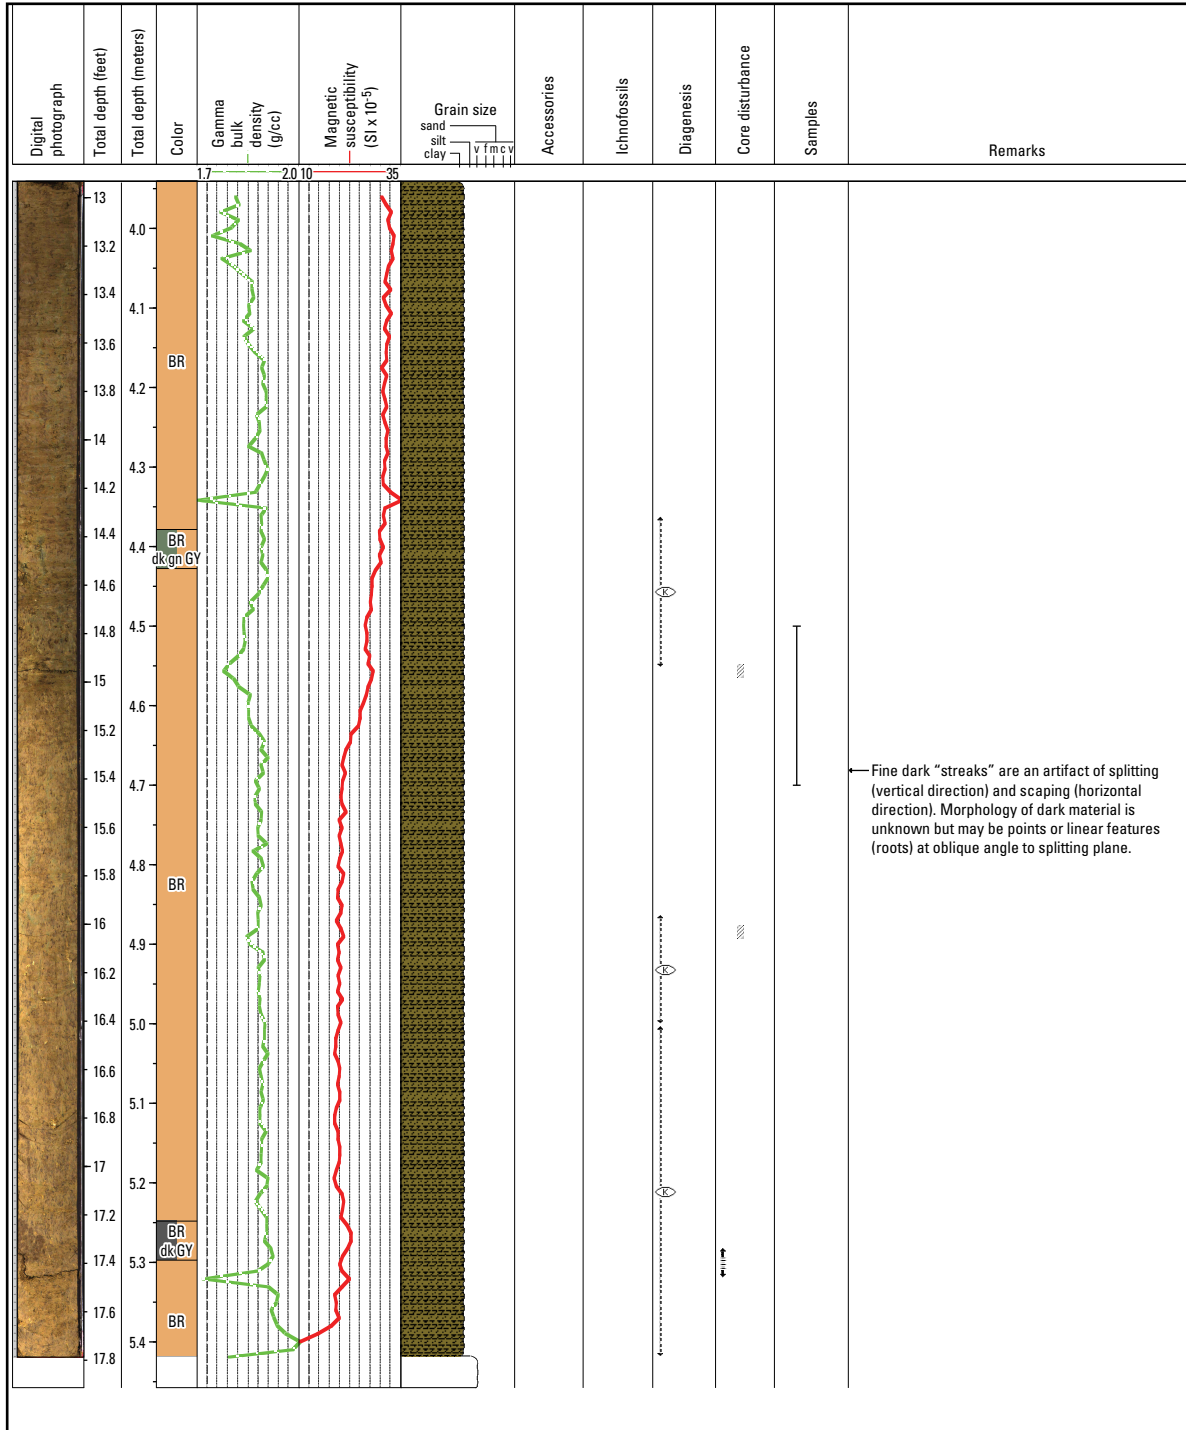 Digital photograph
Total depth (feet)
Total depth (meters)
Color
Gamma bulk density (g/cc)
Magnetic susceptibility (SI x 10-5)
Grain size
sand
silt
v f m c v
clay
Accessories
Ichnofossils
Diagenesis
Core disturbance
Samples
Remarks
1.7 2.0 10 35
13
4.0
13.2
13.4
4.1
13.6
BR
4.2
13.8
14
4.3
14.2
14.4
BR
4.4
dk gn GY
14.6
K
4.5
14.8
15
4.6
15.2
15.4
Fine dark “streaks” are an artifact of splitting
4.7
(vertical direction) and scaping (horizontal
direction). Morphology of dark material is
15.6
unknown but may be points or linear features
(roots) at oblique angle to splitting plane.
4.8
15.8
BR
16
4.9
16.2
K
16.4
5.0
16.6
5.1
16.8
17
5.2
K
17.2
BR
dk GY
17.4
5.3
17.6
BR
5.4
17.8